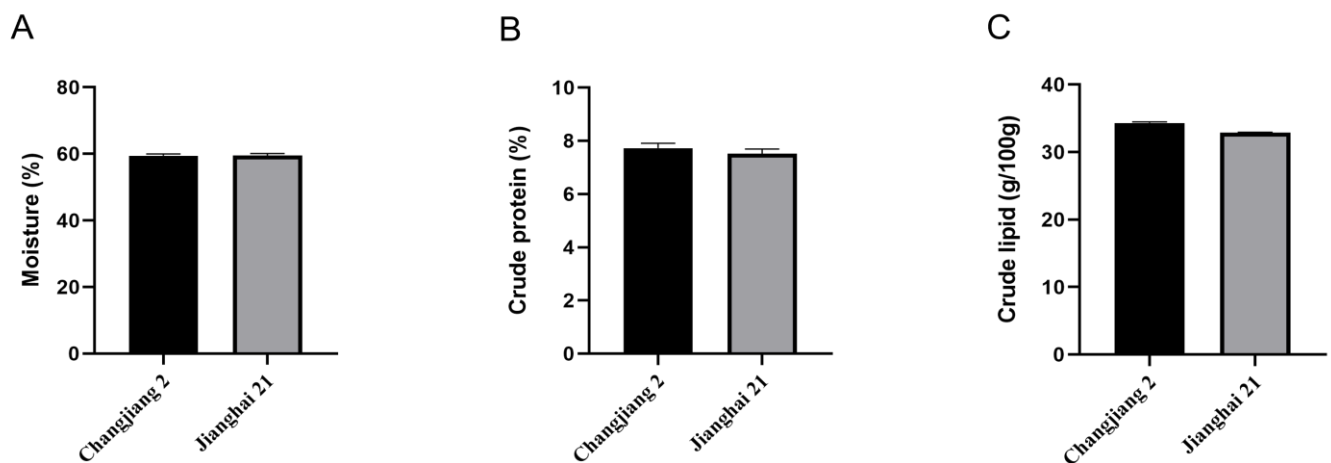 A
Moisture (%)
80
60
40
20
0
Changjiang 2
Jianghai 21
B
Crude protein (%)
10
8
6
4
2
0
Changjiang 2
Jianghai 21
C
Crude lipid (g/100g)
40
30
20
10
0
Changjiang 2
Jianghai 21